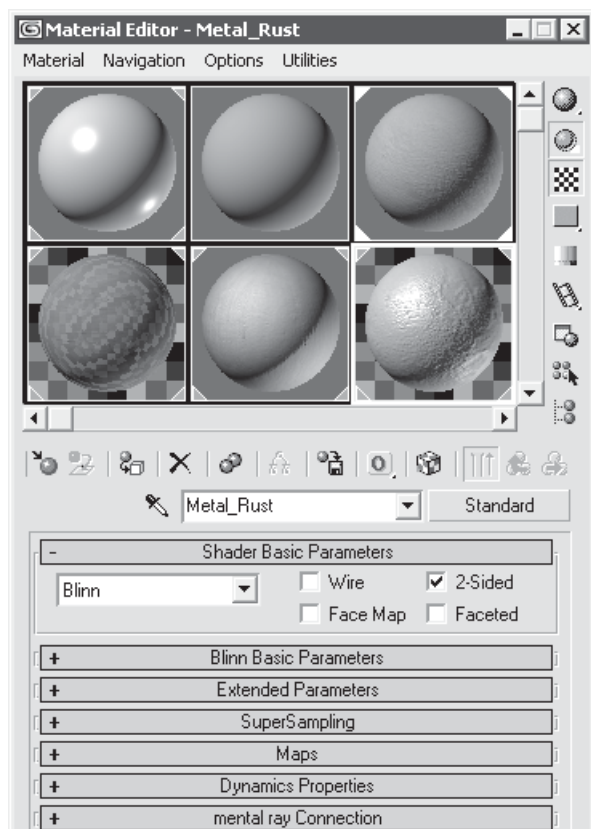 Material Editor - Metal_Rust
Material Navigation Options Utilities
Metal_Rust Standard
- Shader Basic Parameters
Blinn Wire 2-Sided
Face Map Faceted
+ Blinn Basic Parameters
+ Extended Parameters
+ SuperSampling
+ Maps
+ Dynamics Properties
+ mental ray Connection